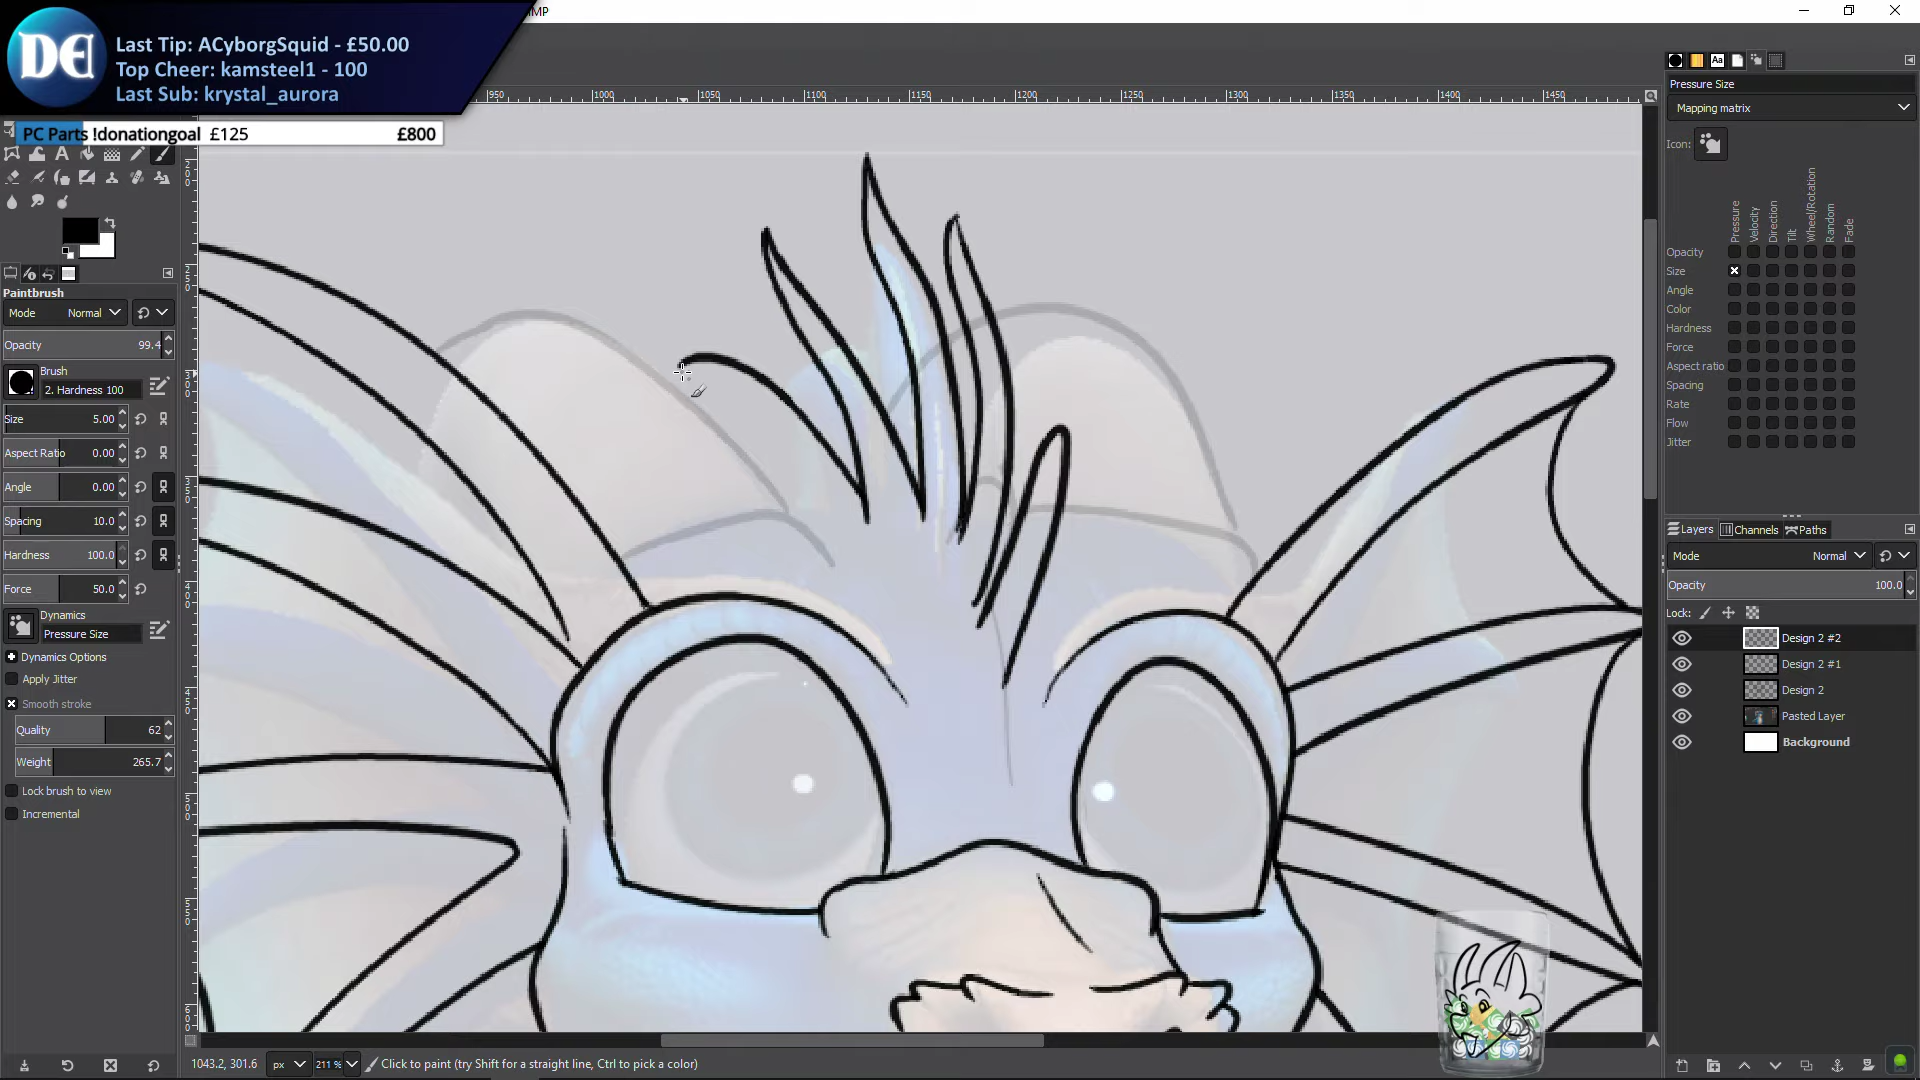 DE
Last Tip: ACyborgSquid - £50.00
Top Cheer: kamsteel1 - 100
Last Sub: krystal_aurora
PC Parts !donationgoal £125 £800
Paintbrush
Mode Normal
Opacity 99.4
Brush
2. Hardness 100
Size 5.00
Aspect Ratio 0.00
Angle 0.00
Spacing 10.0
Hardness 100.0
Force 50.0
Dynamics
Pressure Size
Dynamics Options
Apply Jitter
Smooth stroke
Quality 62
Weight 265.7
Lock brush to view
Incremental
950 1000 1050 1100 1150 1200 1250 1300 1350 1400 1450
1043.2, 301.6 px 211 % Click to paint (try Shift for a straight line, Ctrl to pick a color)
Aa
Pressure Size
Mapping matrix
Icon:
Pressure Velocity Direction Tilt Wheel/Rotation Random Fade
Opacity
Size
Angle
Color
Hardness
Force
Aspect ratio
Spacing
Rate
Flow
Jitter
Layers Channels Paths
Mode Normal
Opacity 100.0
Lock:
Design 2 #2
Design 2 #1
Design 2
Pasted Layer
Background